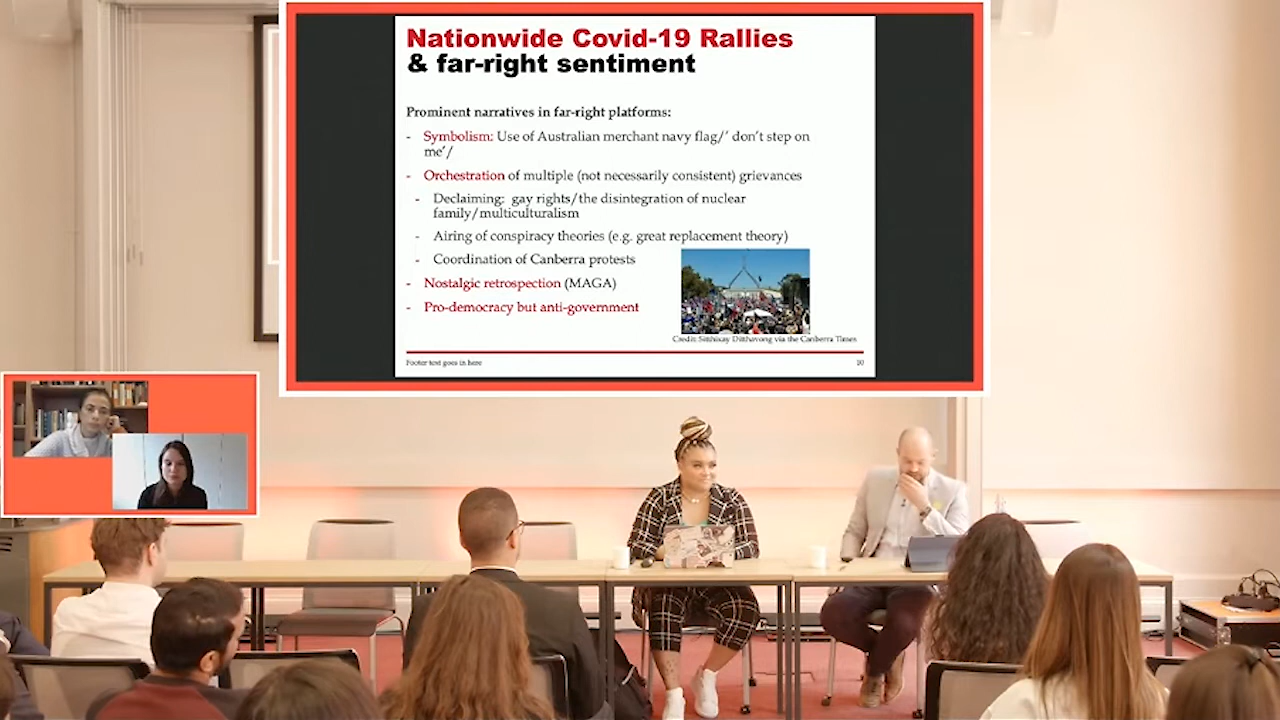 Nationwide Covid-19 Rallies
& far-right sentiment
Prominent narratives in far-right platforms:
- Symbolism: Use of Australian merchant navy flag/' don't step on
me'/
- Orchestration of multiple (not necessarily consistent) grievances
- Declaiming: gay rights/the disintegration of nuclear
family/multiculturalism
- Airing of conspiracy theories (e.g. great replacement theory)
- Coordination of Canberra protests
- Nostalgic retrospection (MAGA)
- Pro-democracy but anti-government
Credit: Sitthixay Ditthavong via the Canberra Times
Footer text goes in here
10